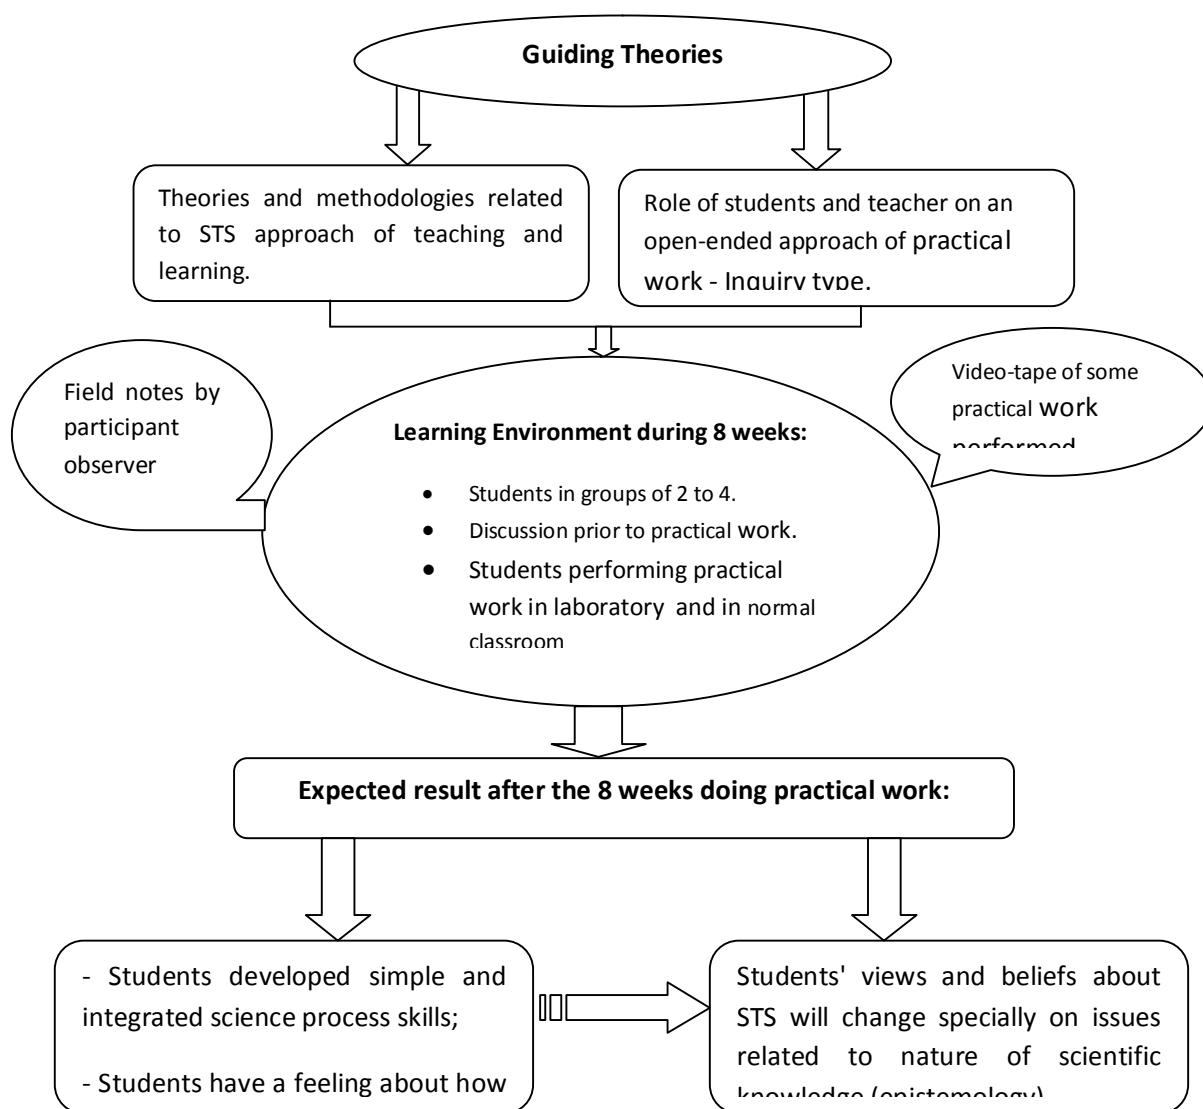 Guiding Theories
Theories and methodologies related
to STS approach of teaching and
learning.
Role of students and teacher on an
open-ended approach of practical
work - Inquiry type.
Field notes by
participant
observer
Video-tape of some
practical work
performed
Learning Environment during 8 weeks:
• Students in groups of 2 to 4.
• Discussion prior to practical work.
• Students performing practical
work in laboratory and in normal
classroom
Expected result after the 8 weeks doing practical work:
- Students developed simple and
integrated science process skills;
- Students have a feeling about how
Students' views and beliefs about
STS will change specially on issues
related to nature of scientific
knowledge (epistemology)